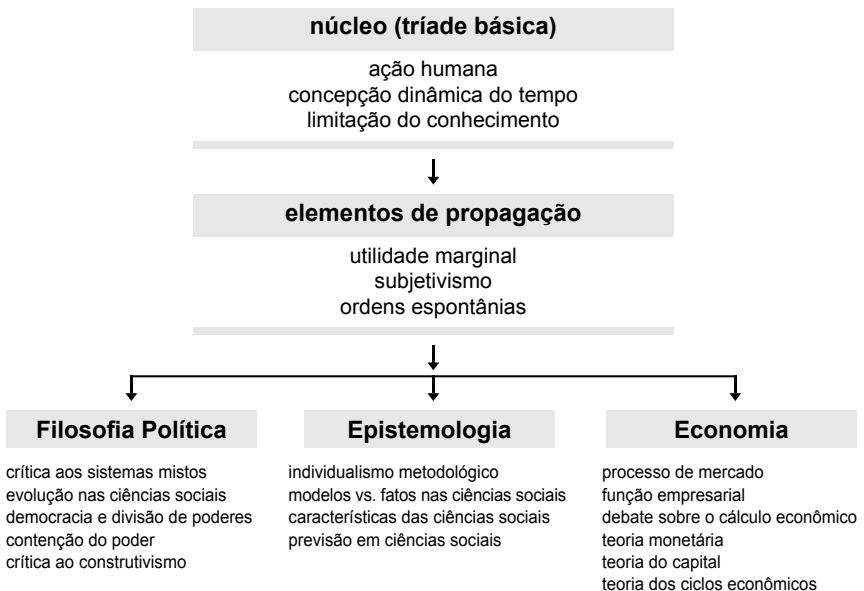 núcleo (tríade básica)
ação humana
concepção dinâmica do tempo
limitação do conhecimento
elementos de propagação
utilidade marginal
subjetivismo
ordens espontânias
Filosofia Política
crítica aos sistemas mistos
evolução nas ciências sociais
democracia e divisão de poderes
contenção do poder
crítica ao construtivismo
Epistemologia
individualismo metodológico
modelos vs. fatos nas ciências sociais
características das ciências sociais
previsão em ciências sociais
Economia
processo de mercado
função empresarial
debate sobre o cálculo econômico
teoria monetária
teoria do capital
teoria dos ciclos econômicos